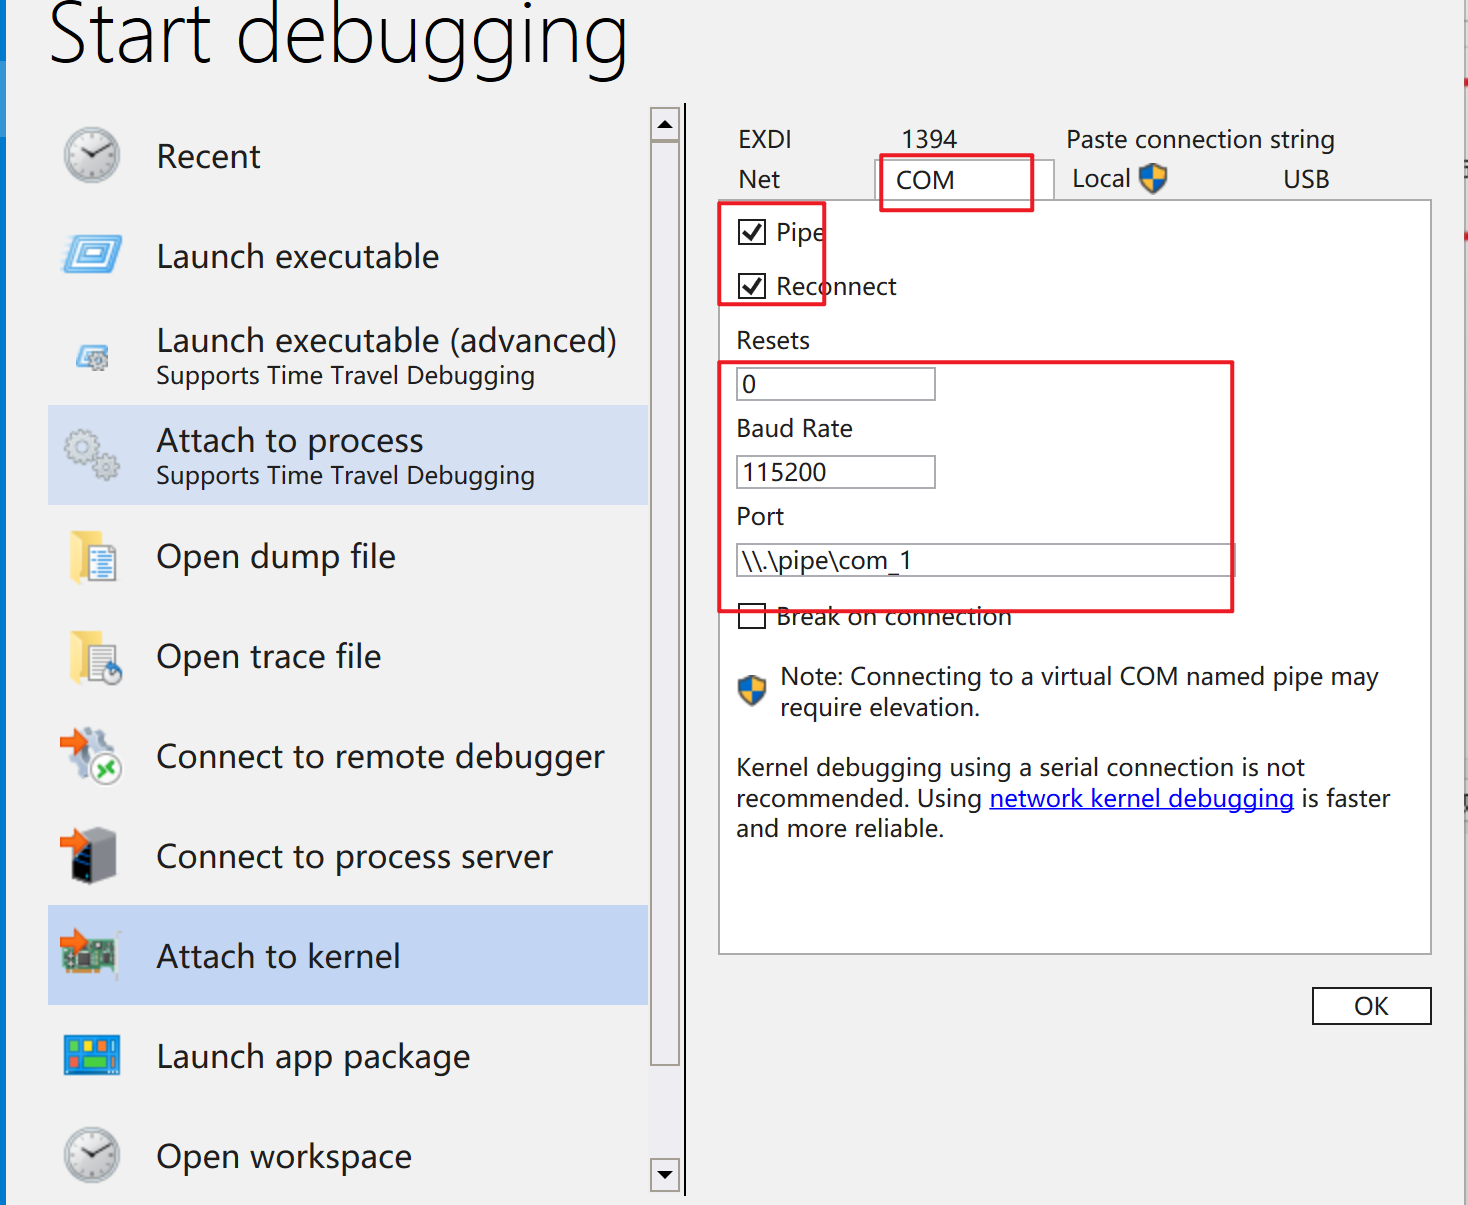 Start debugging
Recent
Launch executable
Launch executable (advanced)
Supports Time Travel Debugging
Attach to process
Supports Time Travel Debugging
Open dump file
Open trace file
Connect to remote debugger
Connect to process server
Attach to kernel
Launch app package
Open workspace
EXDI 1394 Paste connection string
Net COM Local USB
Pipe
Reconnect
Resets
0
Baud Rate
115200
Port
\\.\pipe\com_1
Break on connection
Note: Connecting to a virtual COM named pipe may
require elevation.
Kernel debugging using a serial connection is not
recommended. Using network kernel debugging is faster
and more reliable.
OK